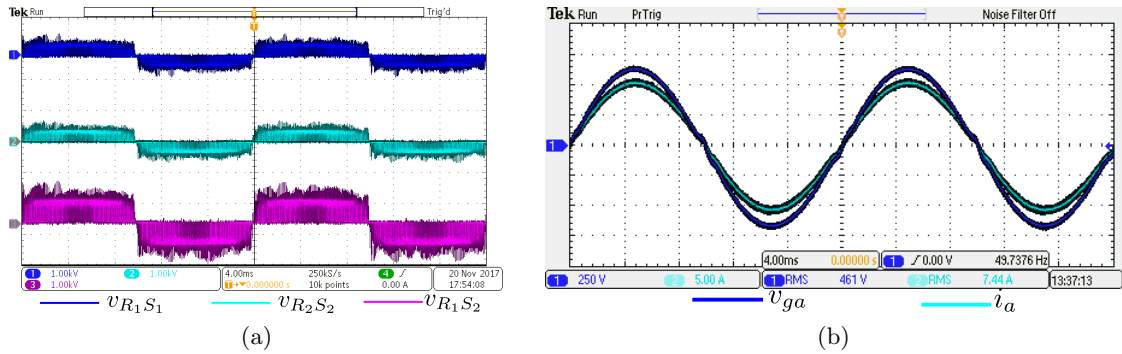 Tek Run
Trig'd
1
2
3
1 1.00kV 2 1.00kV
3 1.00kV
4.00ms 250kS/s
T→▼0.000000 s 10k points
4 ƒ
0.00 A
20 Nov 2017
17:54:08
v_{R_1S_1} v_{R_2S_2} v_{R_1S_2}
(a)
Tek Run PrTrig Noise Filter Off
1
4.00ms 0.00000 s
1 ƒ 0.00 V 49.7376 Hz
1 250 V 2 5.00 A 1 RMS 461 V 2 RMS 7.44 A 13:37:13
v_{ga} i_a
(b)